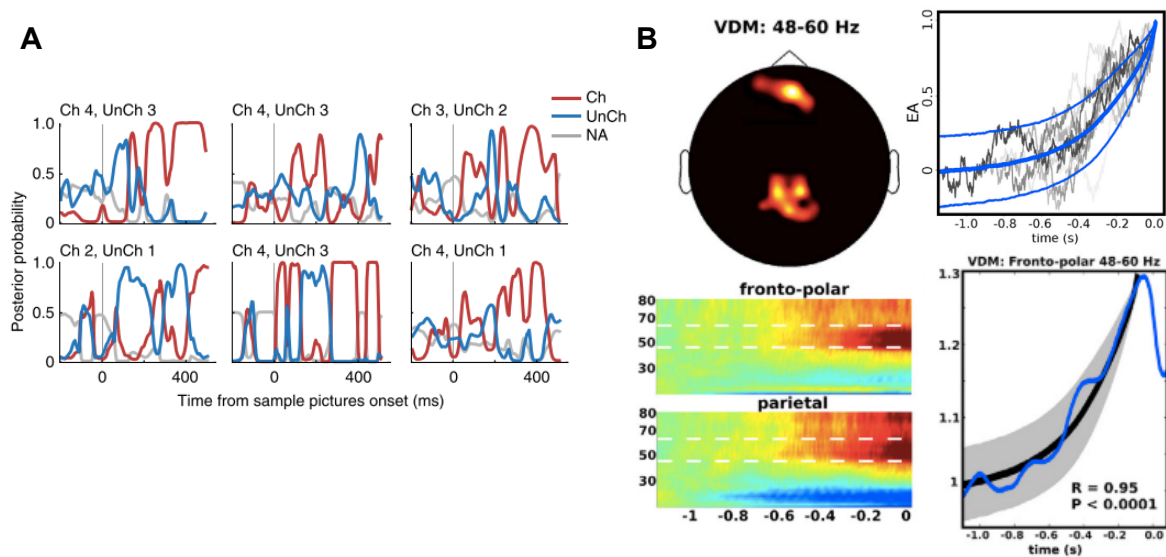 A
Ch 4, UnCh 3
Ch 4, UnCh 3
Ch 3, UnCh 2
Ch
UnCh
NA
1.0
0.5
0
Ch 2, UnCh 1
Ch 4, UnCh 3
Ch 4, UnCh 1
1.0
0.5
0
Posterior probability
0 400
0 400
0 400
Time from sample pictures onset (ms)
B
VDM: 48-60 Hz
1.0
0.5
0
EA
-1.0 -0.8 -0.6 -0.4 -0.2 0.0
time (s)
fronto-polar
80
70
50
30
parietal
80
70
50
30
-1 -0.8 -0.6 -0.4 -0.2 0
VDM: Fronto-polar 48-60 Hz
1.3
1.2
1.1
1
R = 0.95
P < 0.0001
-1.0 -0.8 -0.6 -0.4 -0.2 0.0
time (s)